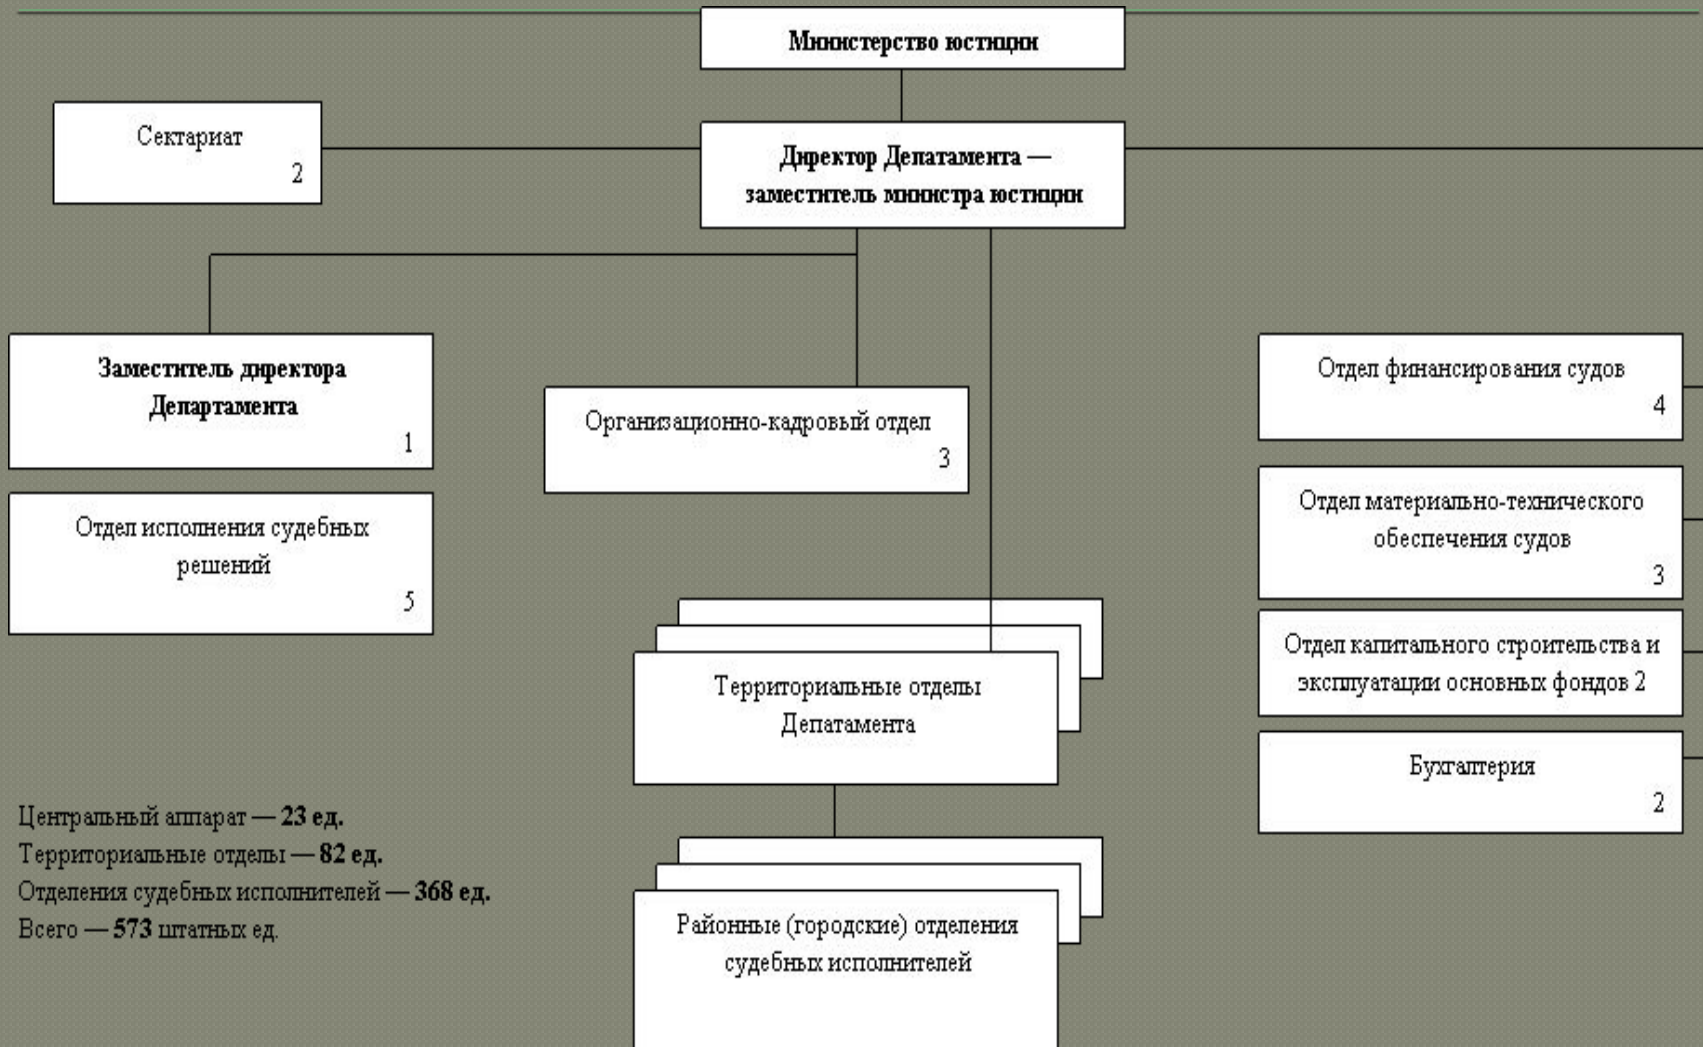 Министерство юстиции
Сектариат
2
Директор Депатамента —
заместитель министра юстиции
Заместитель директора
Департамента
1
Организационно-кадровый отдел
3
Отдел финансирования судов
4
Отдел исполнения судебных
решений
5
Отдел материально-технического
обеспечения судов
3
Отдел капитального строительства и
эксплуатации основных фондов 2
Территориальные отделы
Депатамента
Бухгалтерия
2
Центральный аппарат — 23 ед.
Территориальные отделы — 82 ед.
Отделения судебных исполнителей — 368 ед.
Всего — 573 штатных ед.
Районные (городские) отделения
судебных исполнителей